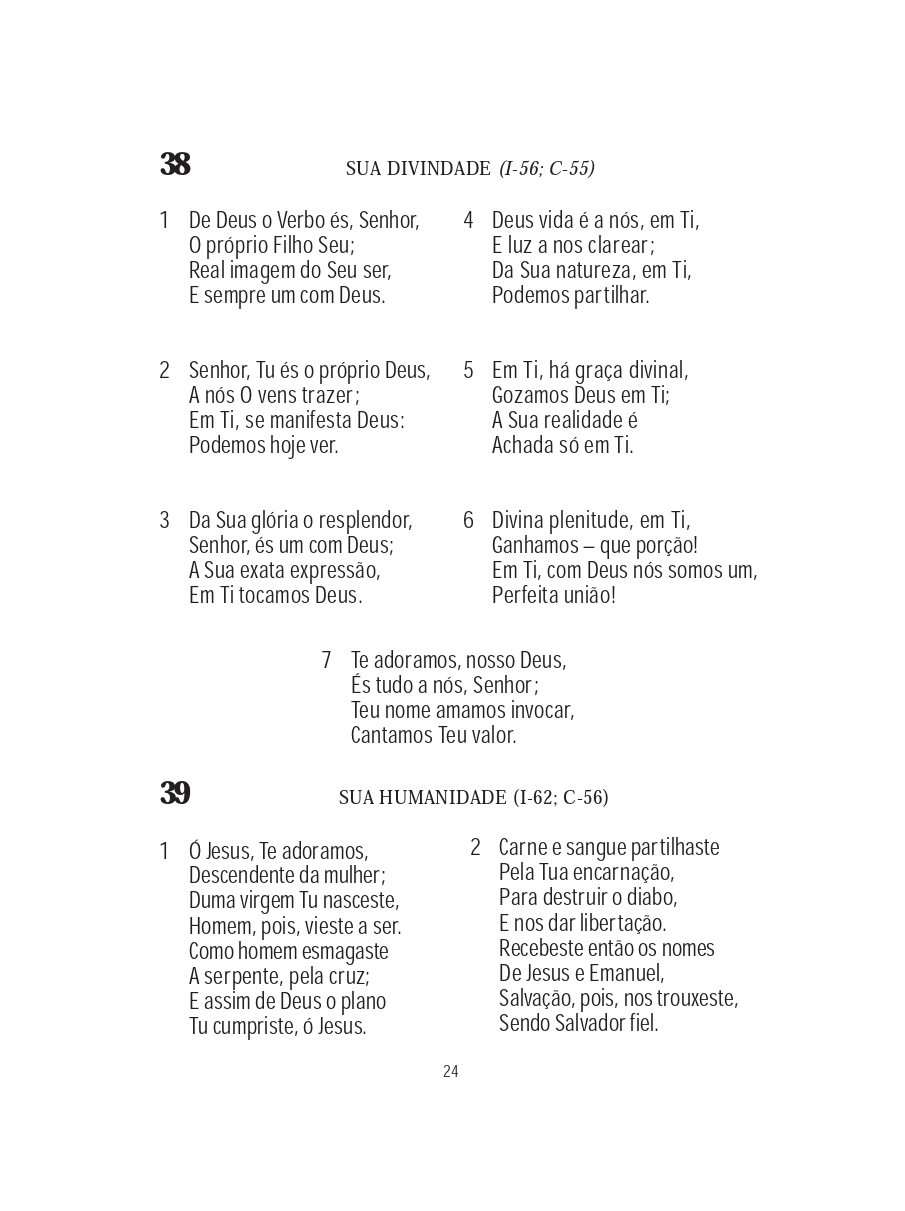 38
SUA DIVINDADE (I-56; C-55)
1 De Deus o Verbo és, Senhor,
O próprio Filho Seu;
Real imagem do Seu ser,
E sempre um com Deus.
2 Senhor, Tu és o próprio Deus,
A nós O vens trazer;
Em Ti, se manifesta Deus:
Podemos hoje ver.
3 Da Sua glória o resplendor,
Senhor, és um com Deus;
A Sua exata expressão,
Em Ti tocamos Deus.
4 Deus vida é a nós, em Ti,
E luz a nos clarear;
Da Sua natureza, em Ti,
Podemos partilhar.
5 Em Ti, há graça divinal,
Gozamos Deus em Ti;
A Sua realidade é
Achada só em Ti.
6 Divina plenitude, em Ti,
Ganhamos – que porção!
Em Ti, com Deus nós somos um,
Perfeita união!
7 Te adoramos, nosso Deus,
És tudo a nós, Senhor;
Teu nome amamos invocar,
Cantamos Teu valor.
39
SUA HUMANIDADE (I-62; C-56)
1 Ó Jesus, Te adoramos,
Descendente da mulher;
Duma virgem Tu nasceste,
Homem, pois, vieste a ser.
Como homem esmagaste
A serpente, pela cruz;
E assim de Deus o plano
Tu cumpriste, ó Jesus.
2 Carne e sangue partilhaste
Pela Tua encarnação,
Para destruir o diabo,
E nos dar libertação.
Recebeste então os nomes
De Jesus e Emanuel,
Salvação, pois, nos trouxeste,
Sendo Salvador fiel.
24